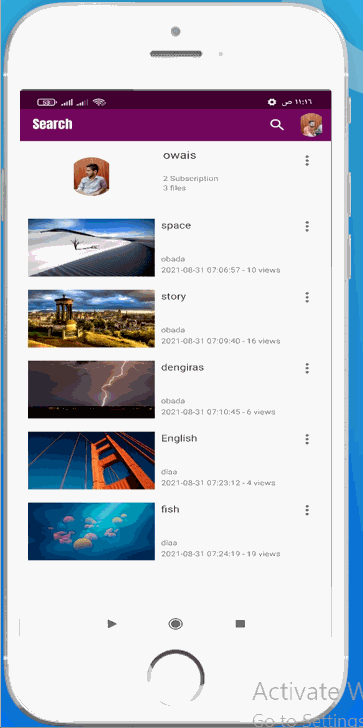 58 ١١:١٦ ص
Search
owais
2 Subscription
3 files
space
obada
2021-08-31 07:06:57 - 10 views
story
obada
2021-08-31 07:09:40 - 16 views
dengiras
obada
2021-08-31 07:10:45 - 6 views
English
diaa
2021-08-31 07:23:12 - 4 views
fish
diaa
2021-08-31 07:24:19 - 19 views
Activate W
Go to Settings